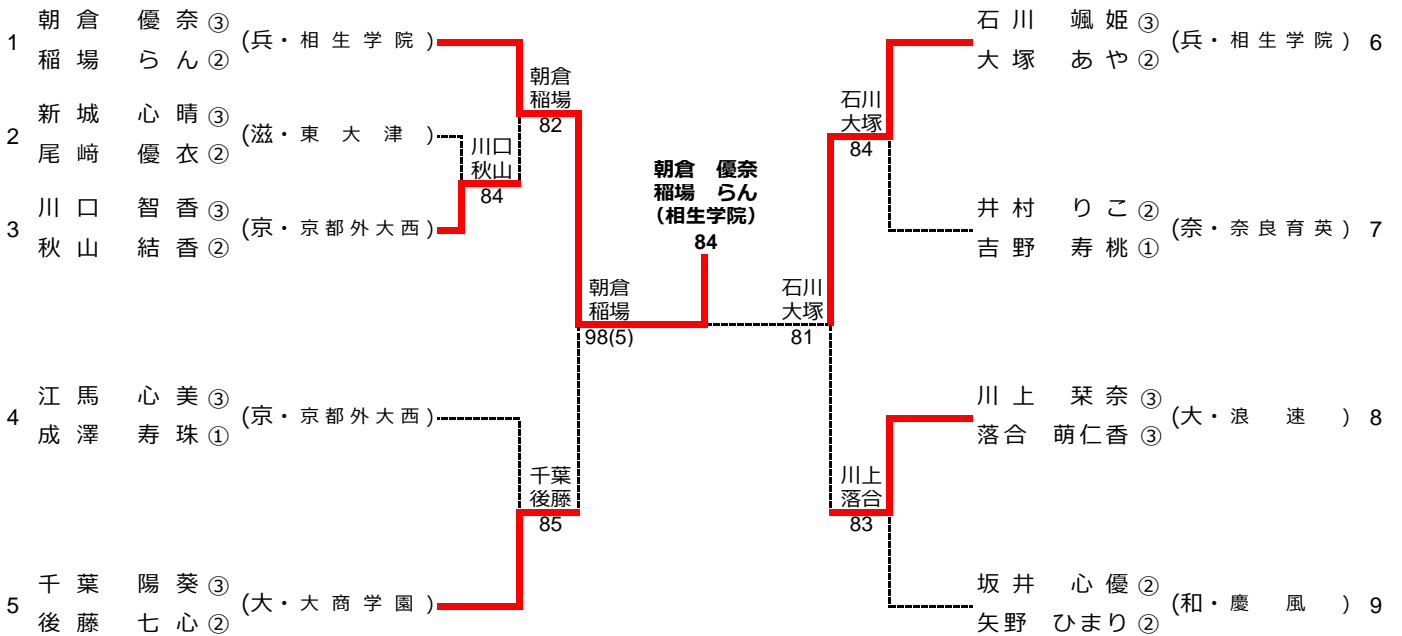 1 朝倉 優奈 ③ (兵・相生学院)
稲場 らん ②
2 新城 心晴 ③ (滋・東大津)
尾﨑 優衣 ②
3 川口 智香 ③ (京・京都外大西)
秋山 結香 ②
4 江馬 心美 ③ (京・京都外大西)
成澤 寿珠 ①
5 千葉 陽葵 ③ (大・大商学園)
後藤 七心 ②
川口
秋山
84
朝倉
稲場
82
千葉
後藤
85
朝倉
稲場
98(5)
朝倉 優奈
稲場 らん
(相生学院)
84
石川
大塚
81
石川
大塚
84
川上
落合
83
石川 颯姫 ③ (兵・相生学院) 6
大塚 あや ②
井村 りこ ② (奈・奈良育英) 7
吉野 寿桃 ①
川上 栞奈 ③ (大・浪速) 8
落合 萌仁香 ③
坂井 心優 ② (和・慶風) 9
矢野 ひまり ②